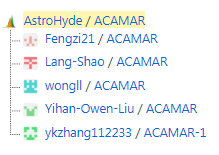 AstroHyde / ACAMAR
Fengzi21 / ACAMAR
Lang-Shao / ACAMAR
wongll / ACAMAR
Yihan-Owen-Liu / ACAMAR
ykzhang112233 / ACAMAR-1